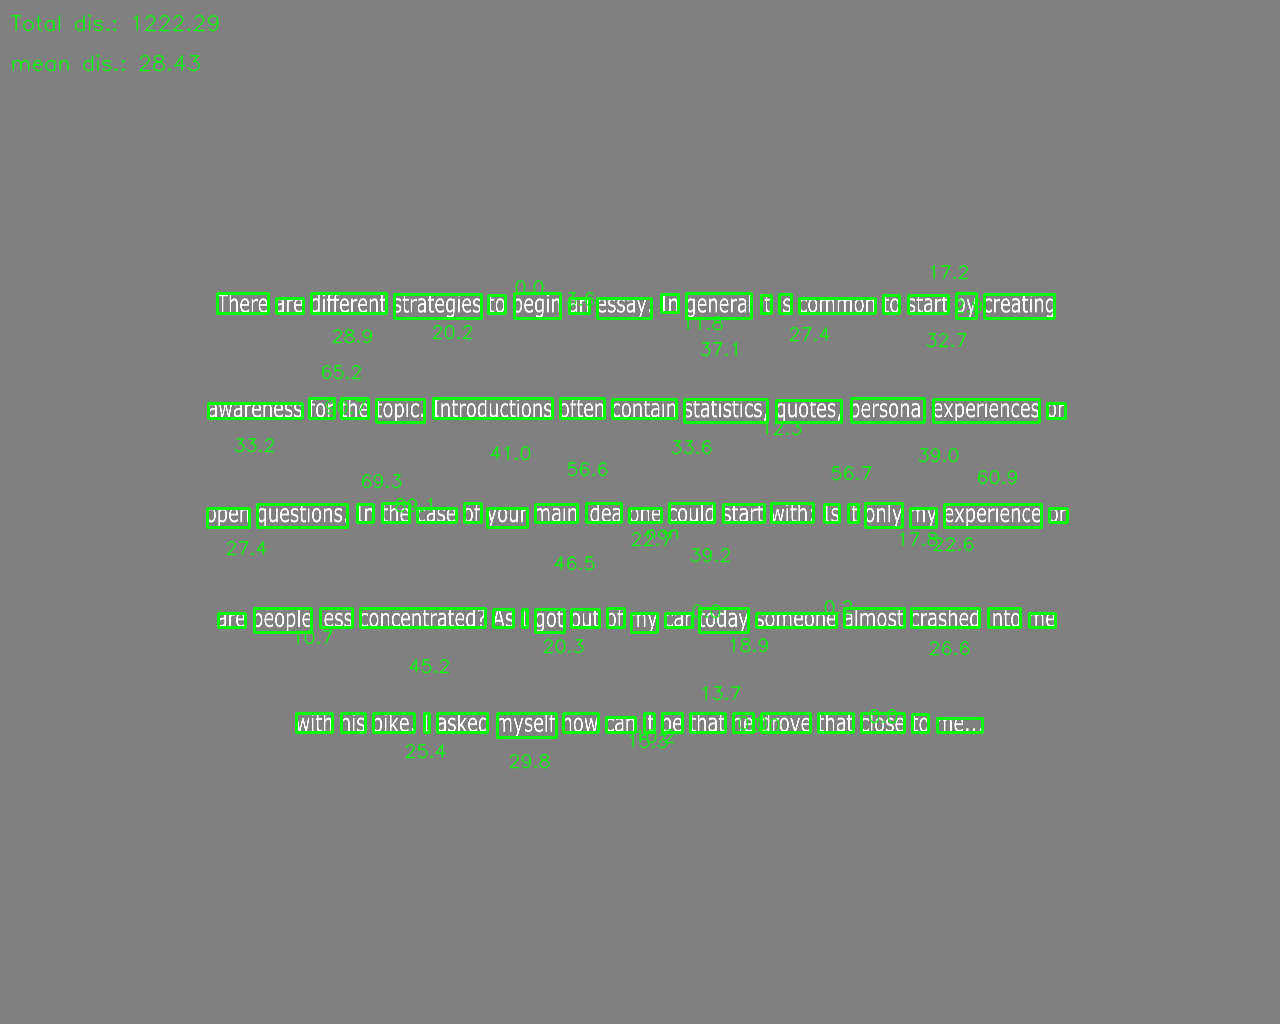 Total dis.: 1222.29
mean dis.: 28.43
17.2
0.0
There are different strategies to begin an essay. In general it is common to start by creating
11.8
28.9 20.2 37.1 27.4 32.7
65.2
awareness for the topic. Introductions often contain statistics, quotes, personal experiences or
12.3
33.2 41.0 56.6 33.6 56.7 39.0 60.9
69.3
open questions. In the case of your main idea one could start with: Is it only my experience or
27.4 46.5 22.7 39.2 17.8 22.6
are people less concentrated? As I got out of my car today someone almost crashed into me
10.7 45.2 20.3 18.9 26.6
13.7
with his bike. I asked myself how can it be that he drove that close to me...
25.4 29.8